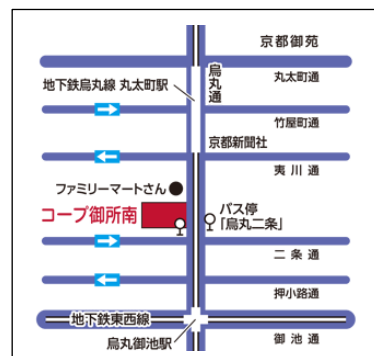 京都御苑
烏丸通
丸太町通
地下鉄烏丸線 丸太町駅
竹屋町通
京都新聞社
夷川通
ファミリーマートさん
コープ御所南
バス停
「烏丸二条」
二条通
押小路通
地下鉄東西線
烏丸御池駅
御池通